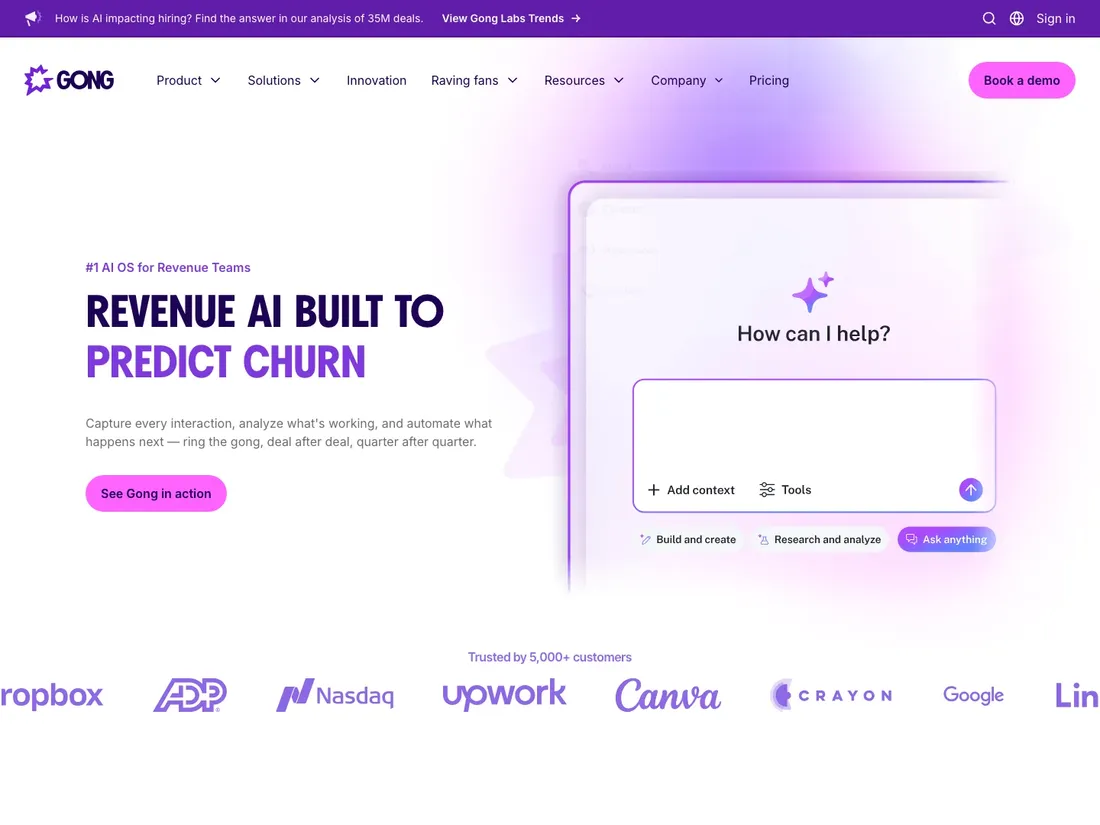 How is AI impacting hiring? Find the answer in our analysis of 35M deals. View Gong Labs Trends → Sign in
GONG Product Solutions Innovation Raving fans Resources Company Pricing Book a demo
#1 AI OS for Revenue Teams
REVENUE AI BUILT TO
PREDICT CHURN
Capture every interaction, analyze what's working, and automate what
happens next — ring the gong, deal after deal, quarter after quarter.
See Gong in action
How can I help?
+ Add context Tools
Build and create Research and analyze Ask anything
Trusted by 5,000+ customers
ropbox ADP Nasdaq upwork Canva CRAYON Google Lin